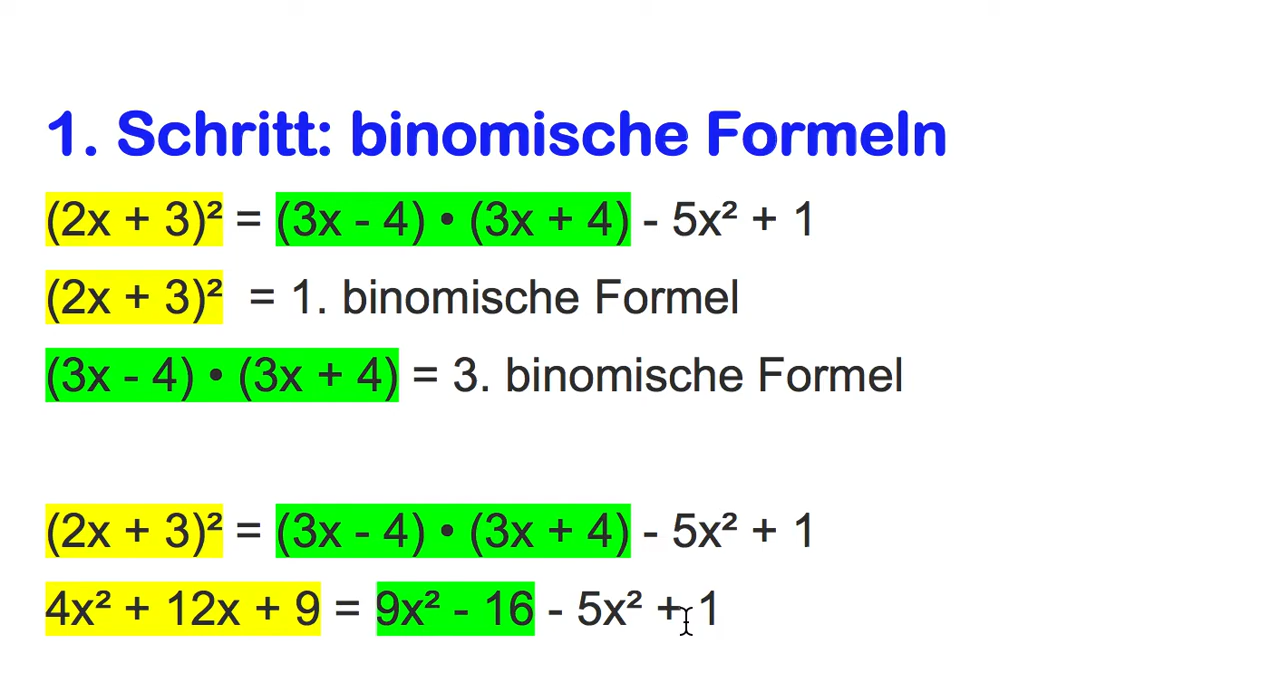 1. Schritt: binomische Formeln
(2x + 3)² = (3x - 4) • (3x + 4) - 5x² + 1
(2x + 3)² = 1. binomische Formel
(3x - 4) • (3x + 4) = 3. binomische Formel
(2x + 3)² = (3x - 4) • (3x + 4) - 5x² + 1
4x² + 12x + 9 = 9x² - 16 - 5x² + 1